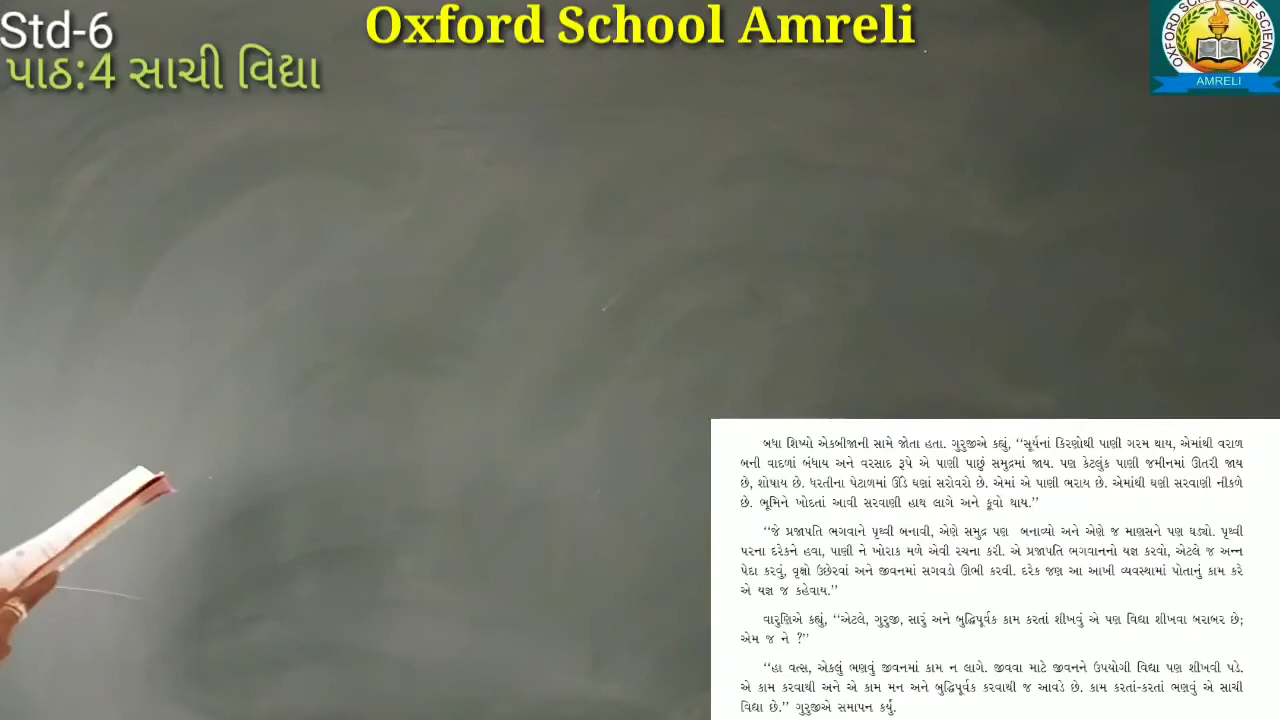 Std-6
Oxford School Amreli
પાઠ:4 સાચી વિદ્યા
OXFORD SCHOOL OF SCIENCE
AMRELI
બધા શિષ્યો એકબીજાની સામે જોતા હતા. ગુરુજીએ કહ્યું, ‘‘સૂર્યનાં કિરણોથી પાણી ગરમ થાય, એમાંથી વરાળ
બની વાદળાં બંધાય અને વરસાદ રૂપે એ પાણી પાછું સમુદ્રમાં જાય. પણ કેટલુંક પાણી જમીનમાં ઊતરી જાય
છે, શોષાય છે. ધરતીના પેટાળમાં ઊંડે ઘણાં સરોવરો છે. એમાં એ પાણી ભરાય છે. એમાંથી ઘણી સરવાણી નીકળે
છે. ભૂમિને ખોદતાં આવી સરવાણી હાથ લાગે અને કૂવો થાય.’’
‘‘જે પ્રજાપતિ ભગવાને પૃથ્વી બનાવી, એણે સમુદ્ર પણ બનાવ્યો અને એણે જ માણસને પણ ઘડ્યો. પૃથ્વી
પરના દરેકને હવા, પાણી ને ખોરાક મળે એવી રચના કરી. એ પ્રજાપતિ ભગવાનનો યજ્ઞ કરવો, એટલે જ અન્ન
પેદા કરવું, વૃક્ષો ઉછેરવાં અને જીવનમાં સગવડો ઊભી કરવી. દરેક જણ આ આખી વ્યવસ્થામાં પોતાનું કામ કરે
એ યજ્ઞ જ કહેવાય.’’
વારુણિએ કહ્યું, ‘‘એટલે, ગુરુજી, સારું અને બુદ્ધિપૂર્વક કામ કરતાં શીખવું એ પણ વિદ્યા શીખવા બરાબર છે;
એમ જ ને ?’’
‘‘હા વત્સ, એકલું ભણવું જીવનમાં કામ ન લાગે. જીવવા માટે જીવનને ઉપયોગી વિદ્યા પણ શીખવી પડે.
એ કામ કરવાથી અને એ કામ મન અને બુદ્ધિપૂર્વક કરવાથી જ આવડે છે. કામ કરતાં-કરતાં ભણવું એ સાચી
વિદ્યા છે.’’ ગુરુજીએ સમાપન કર્યું.